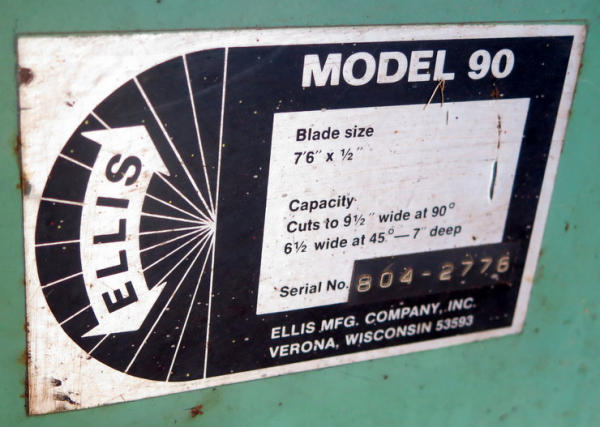 MODEL 90
ELLIS
Blade size
7'6" x ½"
Capacity
Cuts to 9½" wide at 90°
6½ wide at 45°—7" deep
Serial No. 804-2776
ELLIS MFG. COMPANY, INC.
VERONA, WISCONSIN 53593